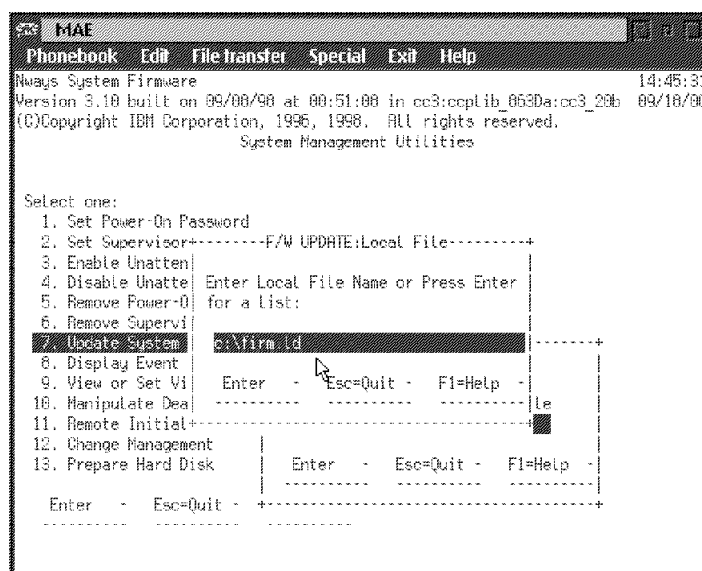 MAE
Phonebook Edit File transfer Special Exit Help
Nways System Firmware 14:45:33
Version 3.10 built on 09/08/98 at 00:51:08 in cc3:ccplib_063Da:cc3_20b 09/18/00
(C)Copyright IBM Corporation, 1996, 1998. All rights reserved.
System Management Utilities
Select one:
1. Set Power-On Password
2. Set Supervisor+--------F/W UPDATE:Local File---------+
3. Enable Unatten
4. Disable Unatte Enter Local File Name or Press Enter
5. Remove Power-O for a list:
6. Remove Supervi
7. Update System c:\firm.ld
8. Display Event
9. View or Set Vi Enter - Esc=Quit - F1=Help -
10. Manipulate Dea le
11. Remote Initial
12. Change Management
13. Prepare Hard Disk Enter - Esc=Quit - F1=Help -
Enter - Esc=Quit -